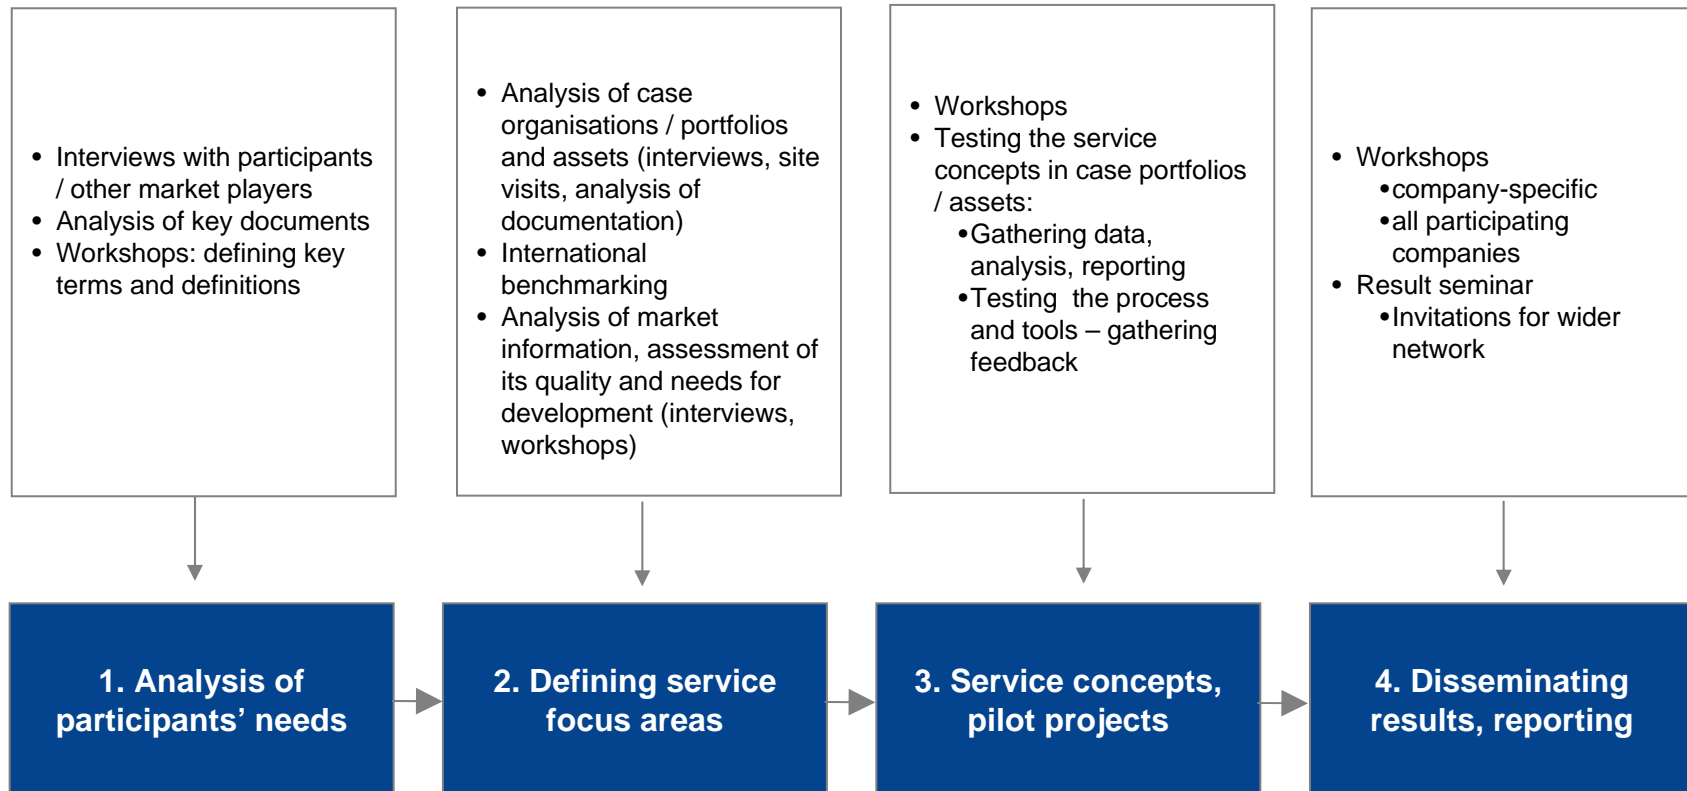 • Interviews with participants
/ other market players
• Analysis of key documents
• Workshops: defining key
terms and definitions
• Analysis of case
organisations / portfolios
and assets (interviews, site
visits, analysis of
documentation)
• International
benchmarking
• Analysis of market
information, assessment of
its quality and needs for
development (interviews,
workshops)
• Workshops
• Testing the service
concepts in case portfolios
/ assets:
•Gathering data,
analysis, reporting
•Testing the process
and tools – gathering
feedback
• Workshops
•company-specific
•all participating
companies
• Result seminar
•Invitations for wider
network
1. Analysis of
participants’ needs
2. Defining service
focus areas
3. Service concepts,
pilot projects
4. Disseminating
results, reporting